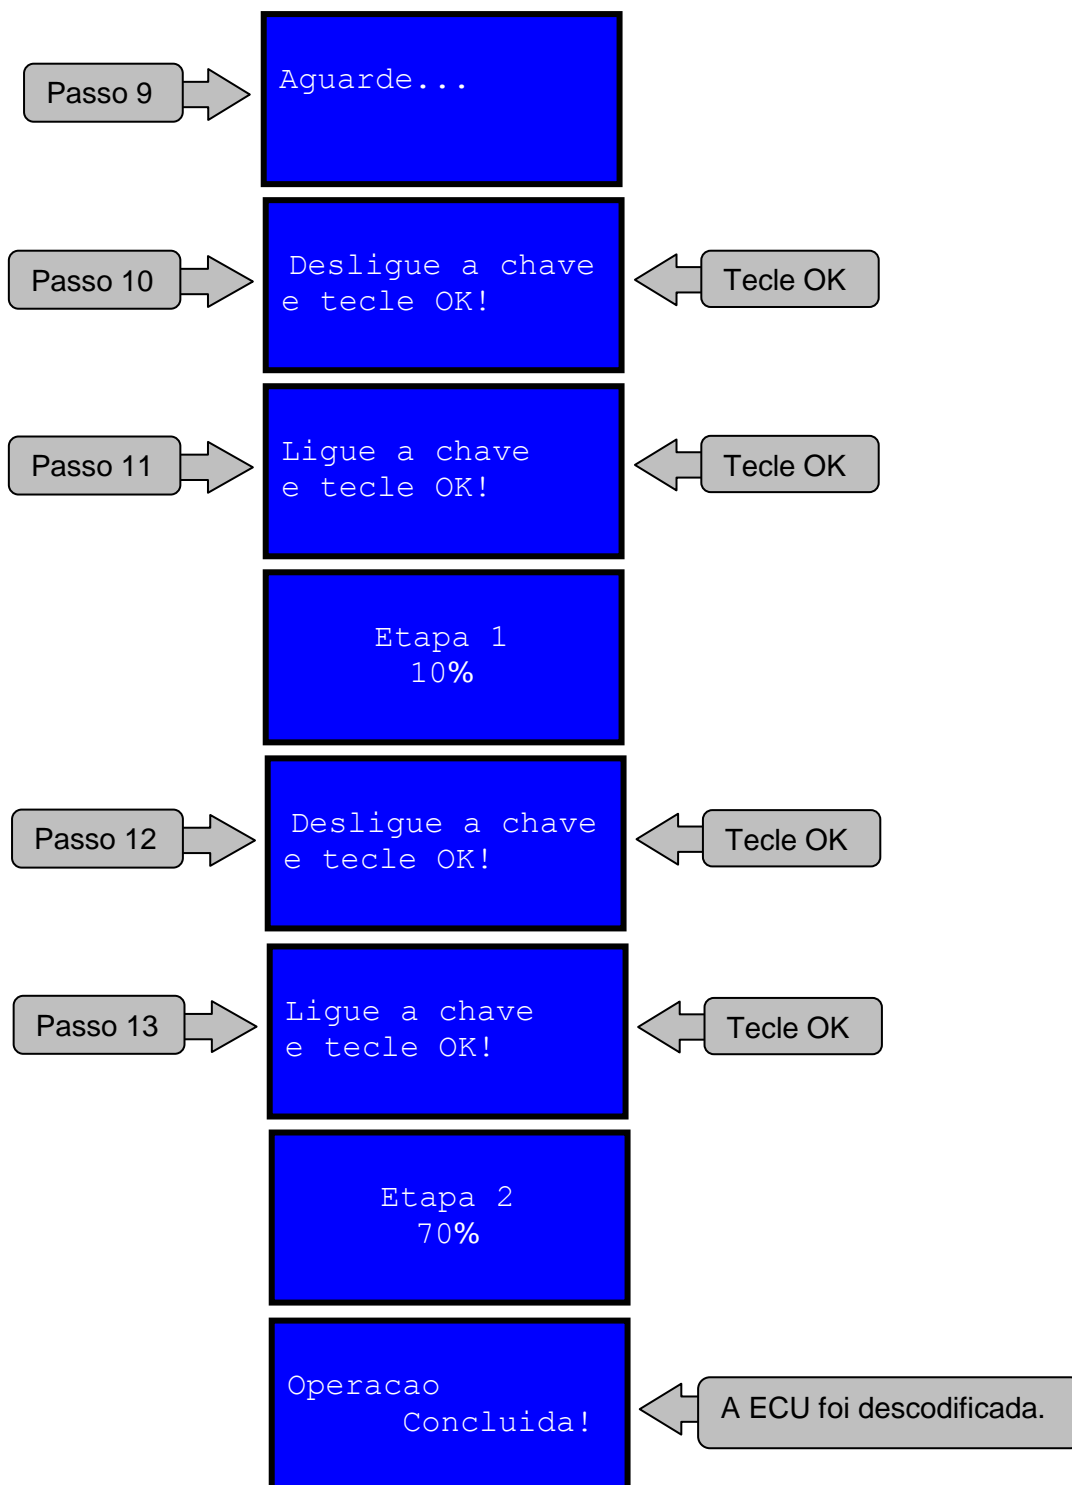 Passo 9
Aguarde...
Passo 10
Desligue a chave
e tecle OK!
Tecle OK
Passo 11
Ligue a chave
e tecle OK!
Tecle OK
Etapa 1
10%
Passo 12
Desligue a chave
e tecle OK!
Tecle OK
Passo 13
Ligue a chave
e tecle OK!
Tecle OK
Etapa 2
70%
Operacao
Concluida!
A ECU foi descodificada.